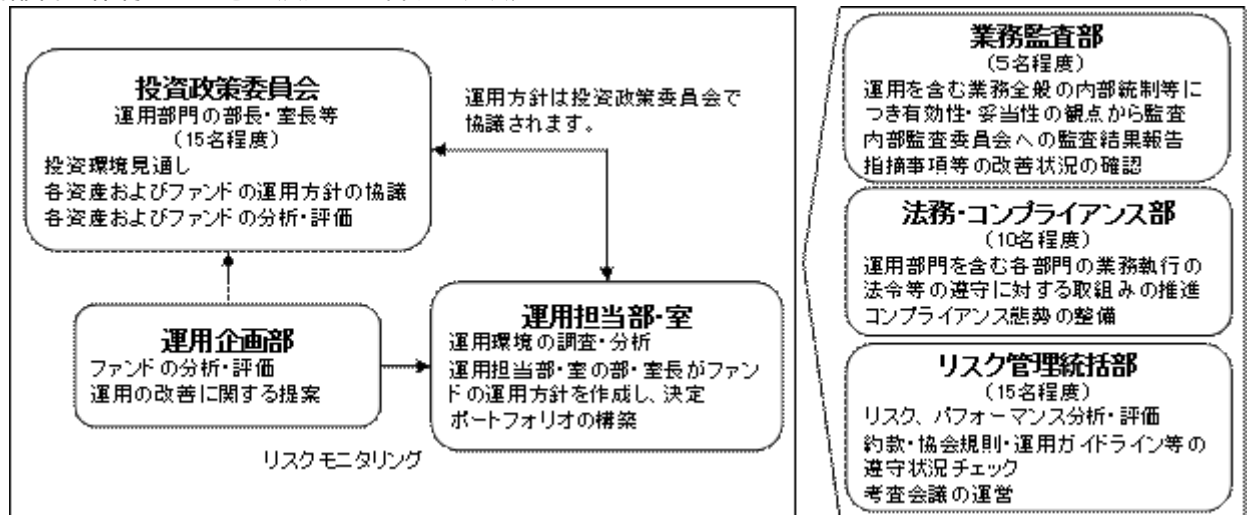 投資政策委員会
運用部門の部長・室長等
(15名程度)
投資環境見通し
各資産およびファンドの運用方針の協議
各資産およびファンドの分析・評価
運用方針は投資政策委員会で
協議されます。
運用企画部
ファンドの分析・評価
運用の改善に関する提案
運用担当部・室
運用環境の調査・分析
運用担当部・室の部・室長がファン
ドの運用方針を作成し、決定
ポートフォリオの構築
リスクモニタリング
業務監査部
(5名程度)
運用を含む業務全般の内部統制等に
つき有効性・妥当性の観点から監査
内部監査委員会への監査結果報告
指摘事項等の改善状況の確認
法務・コンプライアンス部
(10名程度)
運用部門を含む各部門の業務執行の
法令等の遵守に対する取組みの推進
コンプライアンス態勢の整備
リスク管理統括部
(15名程度)
リスク、パフォーマンス分析・評価
約款・協会規則・運用ガイドライン等の
遵守状況チェック
考査会議の運営